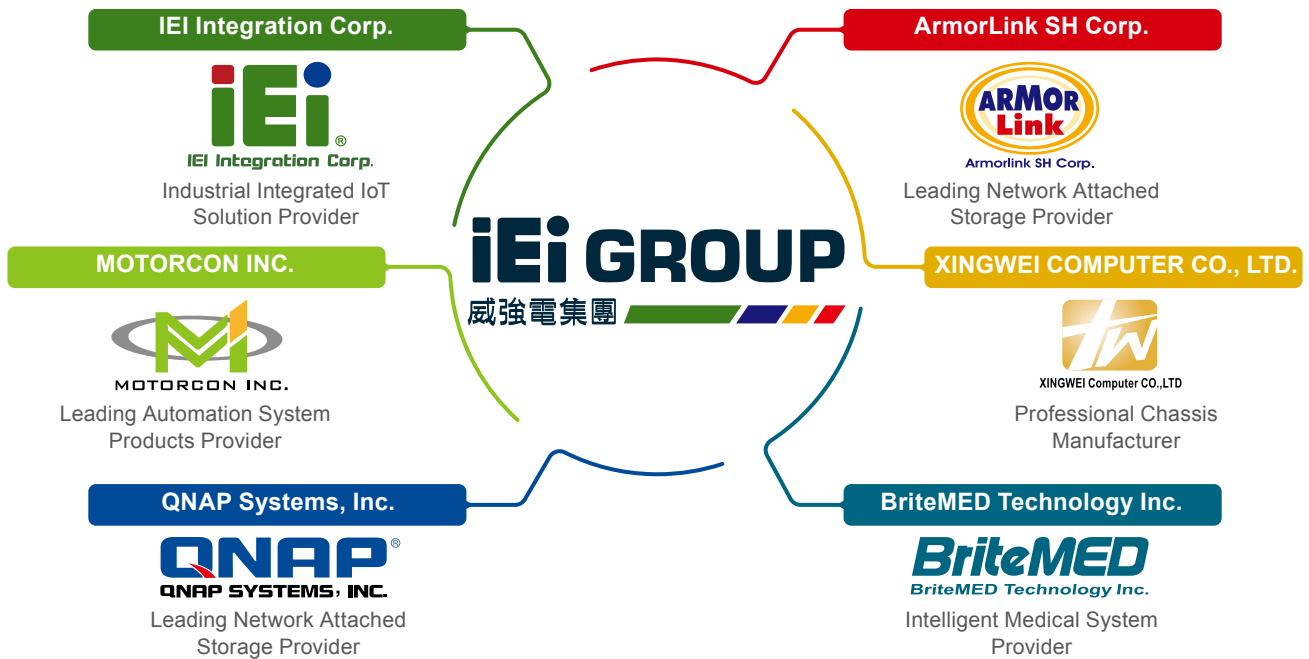 IEI Integration Corp.
iEi®
IEI Integration Corp.
Industrial Integrated IoT
Solution Provider
ArmorLink SH Corp.
ARMOR
Link
Armorlink SH Corp.
Leading Network Attached
Storage Provider
iEi GROUP
威強電集團
MOTORCON INC.
MOTORCON INC.
Leading Automation System
Products Provider
XINGWEI COMPUTER CO., LTD.
XINGWEI Computer CO.,LTD
Professional Chassis
Manufacturer
QNAP Systems, Inc.
QNAP®
QNAP SYSTEMS, INC.
Leading Network Attached
Storage Provider
BriteMED Technology Inc.
BriteMED
BriteMED Technology Inc.
Intelligent Medical System
Provider